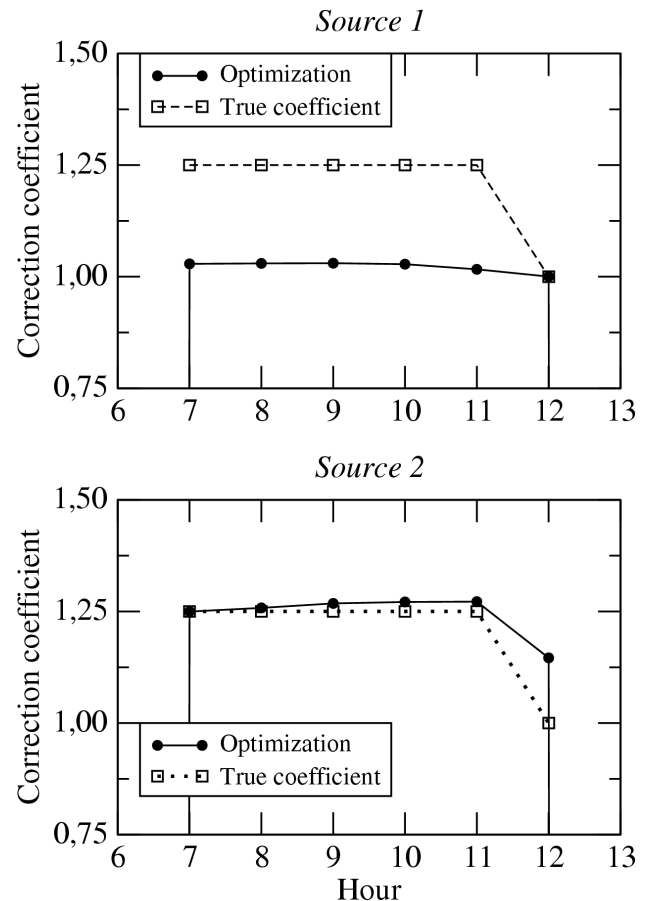 Source 1
Correction coefficient
1,50
1,25
1,00
0,75
Optimization
True coefficient
6 7 8 9 10 11 12 13
Source 2
Correction coefficient
1,50
1,25
1,00
0,75
Optimization
True coefficient
6 7 8 9 10 11 12 13
Hour